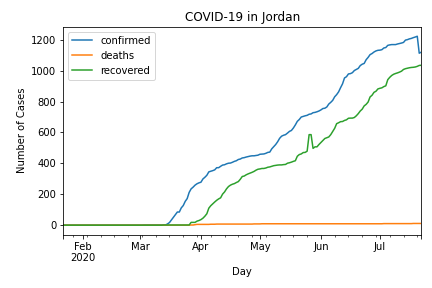 COVID-19 in Jordan
confirmed
deaths
recovered
Number of Cases
1200
1000
800
600
400
200
0
Feb Mar Apr May Jun Jul
2020
Day